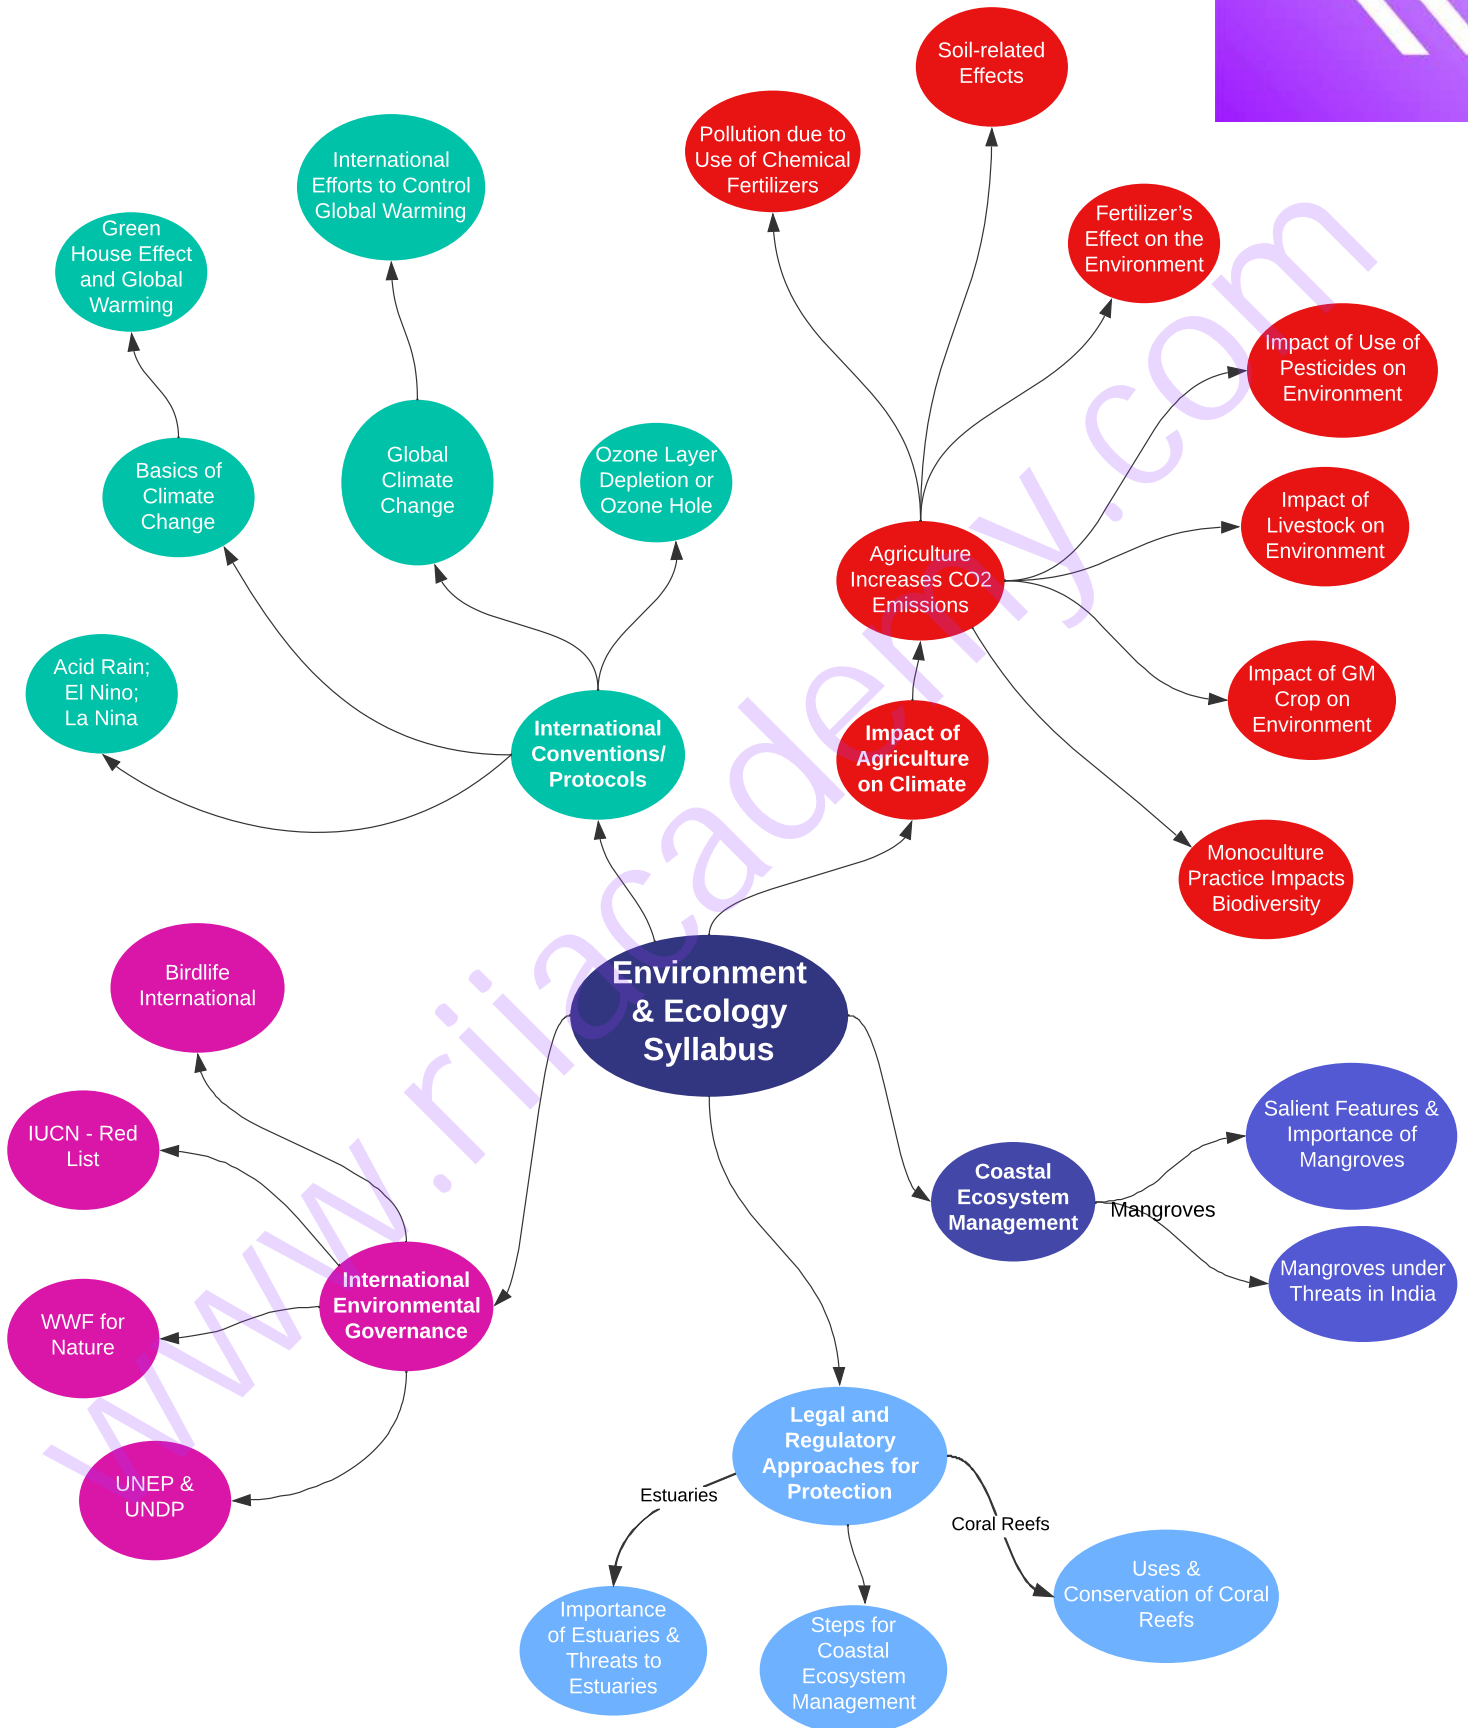 Soil-related
Effects
Pollution due to
Use of Chemical
Fertilizers
International
Efforts to Control
Global Warming
Fertilizer’s
Effect on the
Environment
Green
House Effect
and Global
Warming
Impact of Use of
Pesticides on
Environment
Basics of
Climate
Change
Global
Climate
Change
Ozone Layer
Depletion or
Ozone Hole
Impact of
Livestock on
Environment
Agriculture
Increases CO2
Emissions
Acid Rain;
El Nino;
La Nina
International
Conventions/
Protocols
Impact of
Agriculture
on Climate
Impact of GM
Crop on
Environment
Monoculture
Practice Impacts
Biodiversity
Environment
& Ecology
Syllabus
Birdlife
International
IUCN - Red
List
International
Environmental
Governance
WWF for
Nature
UNEP &
UNDP
Coastal
Ecosystem
Management
Mangroves
Salient Features &
Importance of
Mangroves
Mangroves under
Threats in India
Legal and
Regulatory
Approaches for
Protection
Estuaries
Coral Reefs
Importance
of Estuaries &
Threats to
Estuaries
Steps for
Coastal
Ecosystem
Management
Uses &
Conservation of Coral
Reefs
www.riiacademy.com